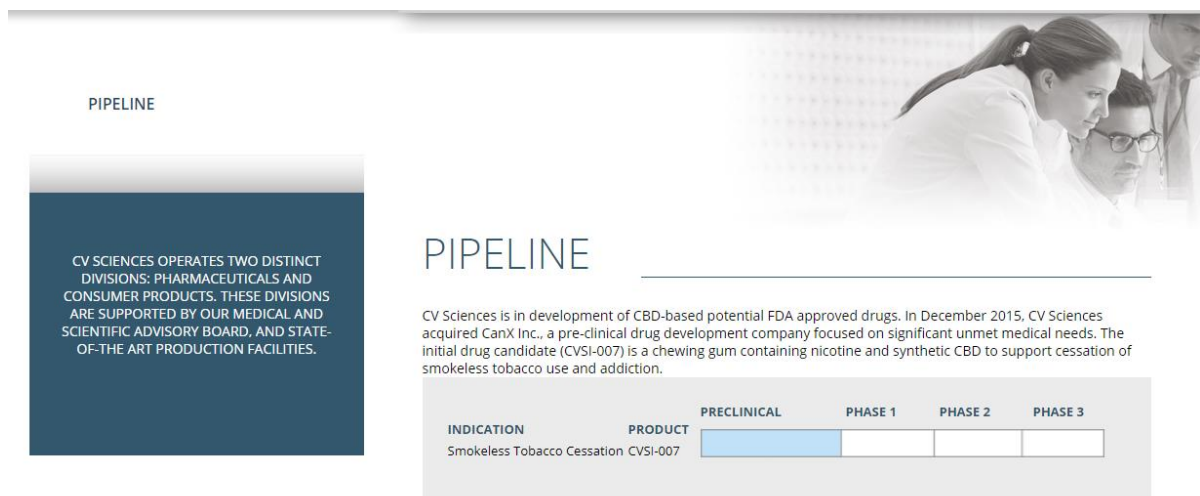 PIPELINE
CV SCIENCES OPERATES TWO DISTINCT
DIVISIONS: PHARMACEUTICALS AND
CONSUMER PRODUCTS. THESE DIVISIONS
ARE SUPPORTED BY OUR MEDICAL AND
SCIENTIFIC ADVISORY BOARD, AND STATE-
OF-THE ART PRODUCTION FACILITIES.
PIPELINE
CV Sciences is in development of CBD-based potential FDA approved drugs. In December 2015, CV Sciences
acquired CanX Inc., a pre-clinical drug development company focused on significant unmet medical needs. The
initial drug candidate (CVSI-007) is a chewing gum containing nicotine and synthetic CBD to support cessation of
smokeless tobacco use and addiction.
PRECLINICAL PHASE 1 PHASE 2 PHASE 3
INDICATION PRODUCT
Smokeless Tobacco Cessation CVSI-007